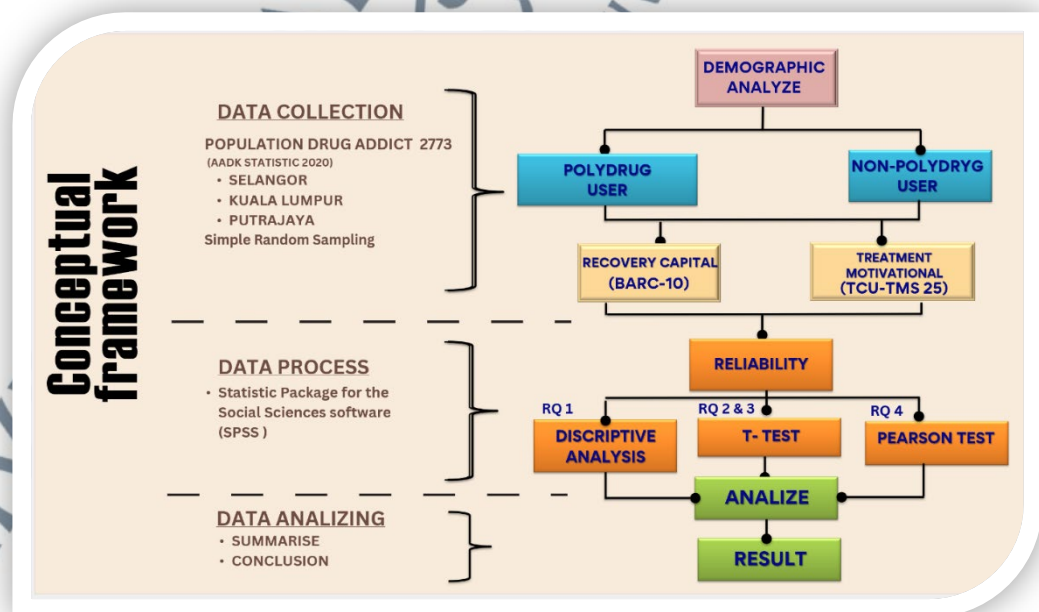 Conceptual
framework
DATA COLLECTION
POPULATION DRUG ADDICT 2773
(AADK STATISTIC 2020)
• SELANGOR
• KUALA LUMPUR
• PUTRAJAYA
Simple Random Sampling
DATA PROCESS
• Statistic Package for the
Social Sciences software
(SPSS )
DATA ANALIZING
• SUMMARISE
• CONCLUSION
DEMOGRAPHIC
ANALYZE
POLYDRUG
USER
NON-POLYDRYG
USER
RECOVERY CAPITAL
(BARC-10)
TREATMENT
MOTIVATIONAL
(TCU-TMS 25)
RELIABILITY
RQ 1
RQ 2 & 3
RQ 4
DISCRIPTIVE
ANALYSIS
T- TEST
PEARSON TEST
ANALIZE
RESULT